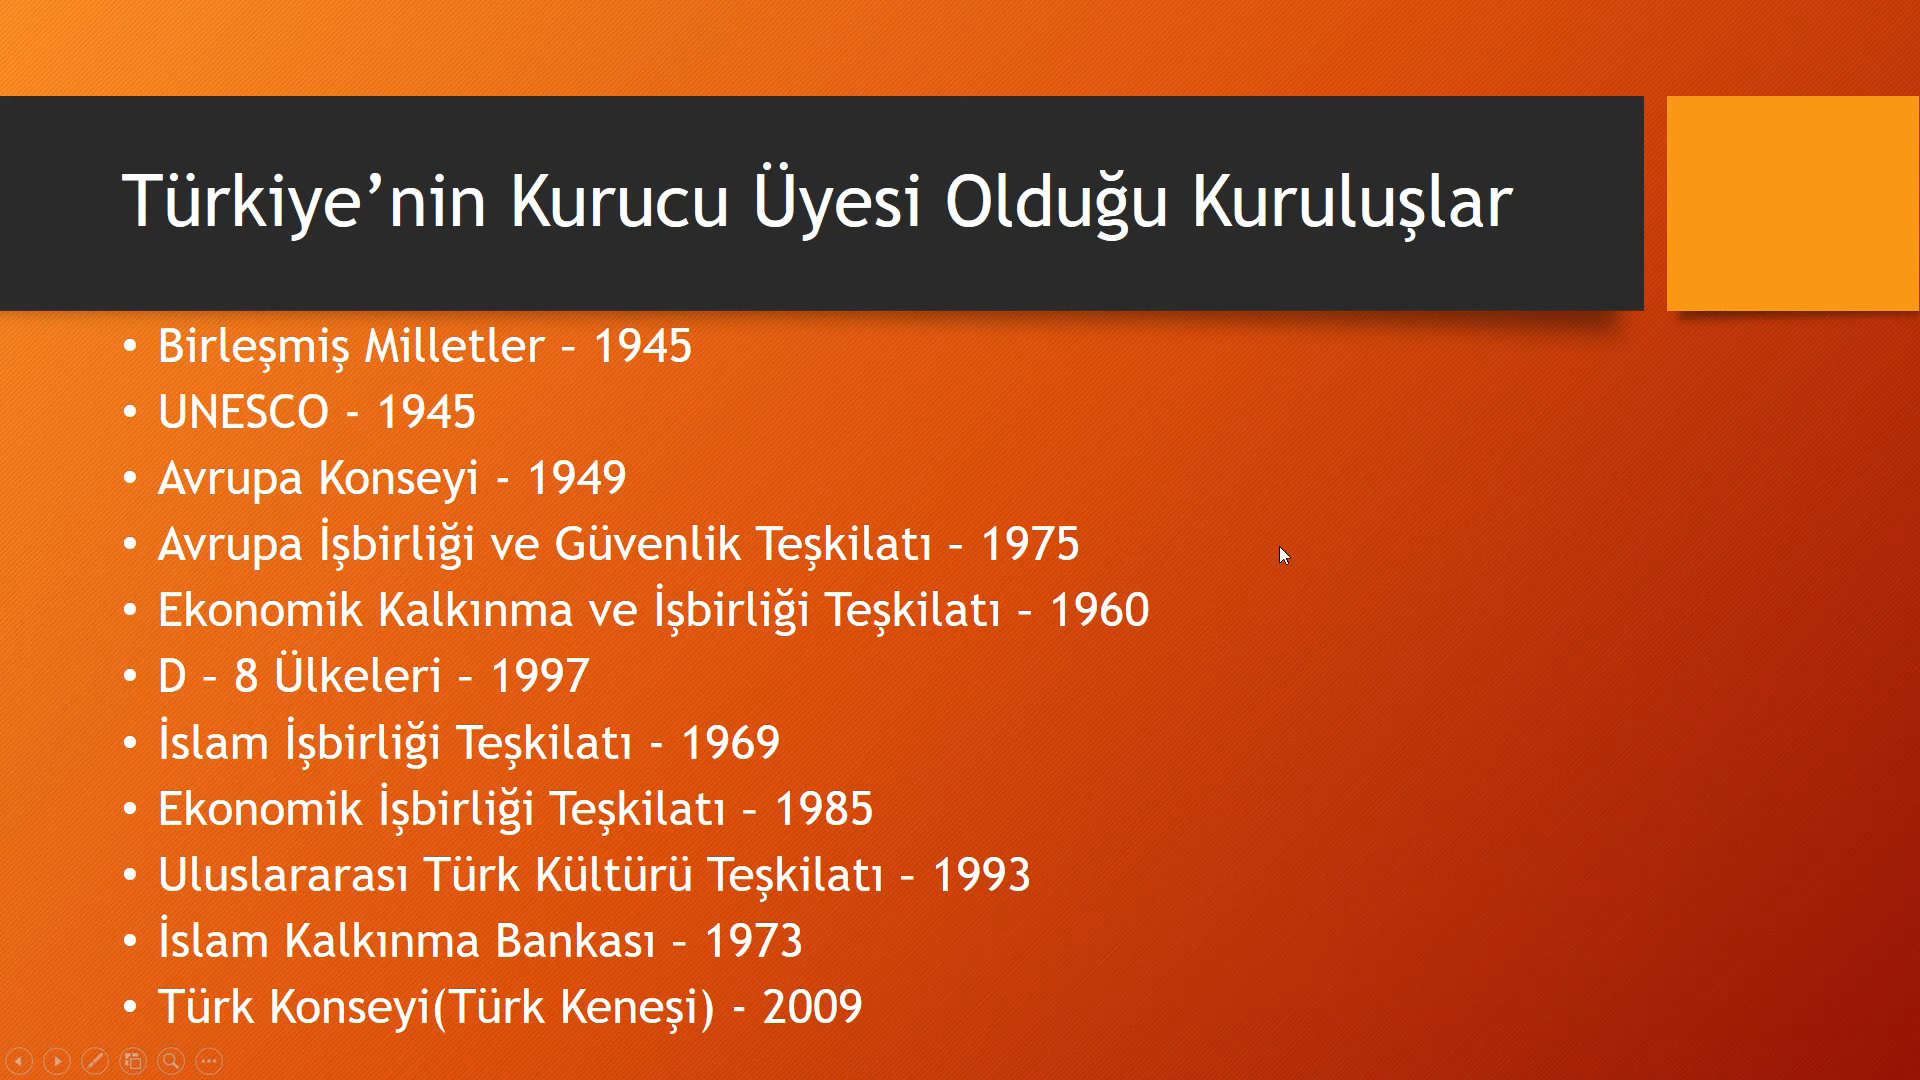 Türkiye’nin Kurucu Üyesi Olduğu Kuruluşlar
• Birleşmiş Milletler – 1945
• UNESCO - 1945
• Avrupa Konseyi - 1949
• Avrupa İşbirliği ve Güvenlik Teşkilatı – 1975
• Ekonomik Kalkınma ve İşbirliği Teşkilatı – 1960
• D – 8 Ülkeleri – 1997
• İslam İşbirliği Teşkilatı - 1969
• Ekonomik İşbirliği Teşkilatı – 1985
• Uluslararası Türk Kültürü Teşkilatı – 1993
• İslam Kalkınma Bankası – 1973
• Türk Konseyi(Türk Keneşi) - 2009